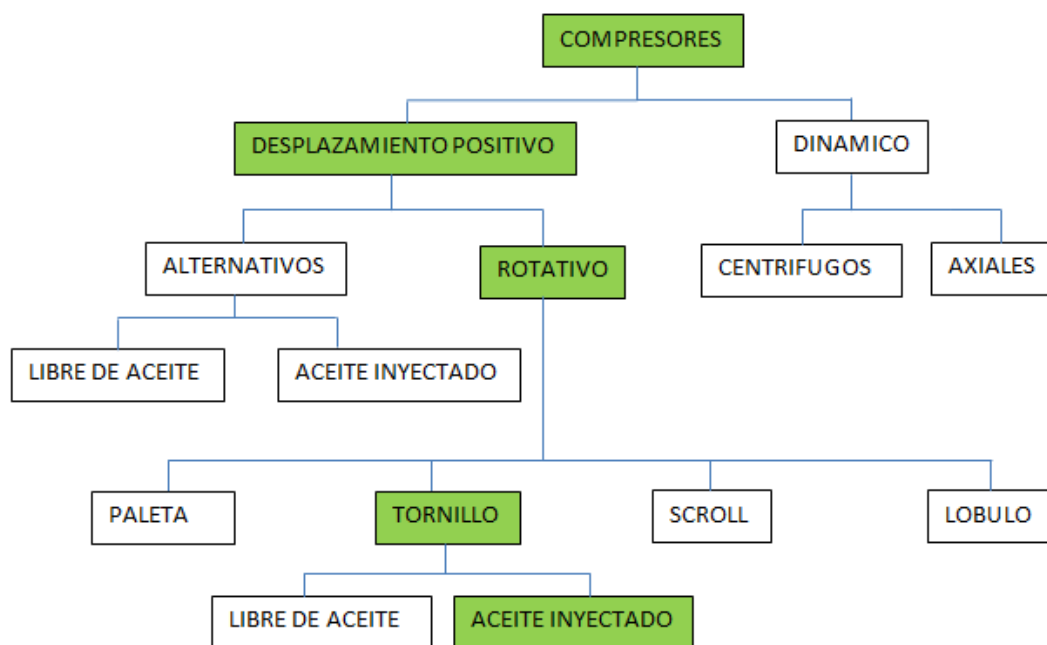 COMPRESORES
DESPLAZAMIENTO POSITIVO
DINAMICO
ALTERNATIVOS
ROTATIVO
CENTRIFUGOS
AXIALES
LIBRE DE ACEITE
ACEITE INYECTADO
PALETA
TORNILLO
SCROLL
LOBULO
LIBRE DE ACEITE
ACEITE INYECTADO